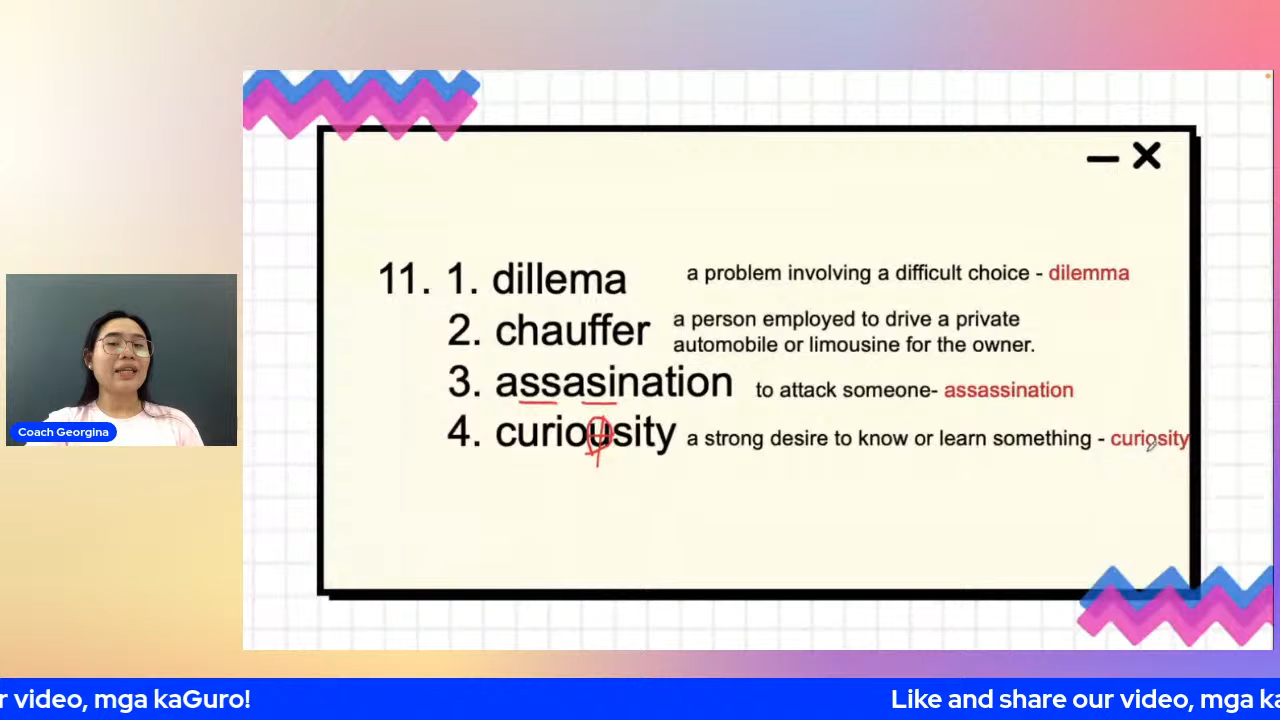 11. 1. dillema a problem involving a difficult choice - dilemma
2. chauffer a person employed to drive a private
automobile or limousine for the owner.
3. assasination to attack someone- assassination
4. curiousity a strong desire to know or learn something - curiosity
Coach Georgina
r video, mga kaGuro! Like and share our video, mga ka